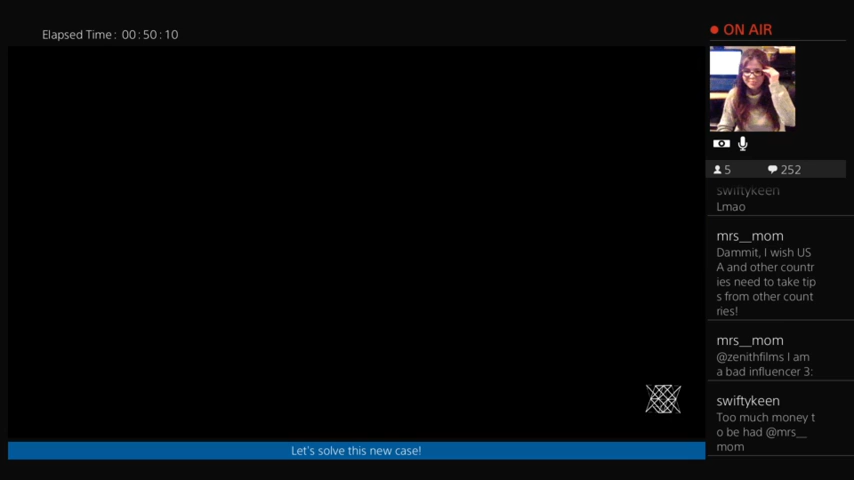 Elapsed Time: 00:50:10
ON AIR
5 252
swiftykeen
Lmao
mrs__mom
Dammit, I wish US
A and other countr
ies need to take tip
s from other count
ries!
mrs__mom
@zenithfilms I am
a bad influencer 3:
swiftykeen
Too much money t
o be had @mrs__
mom
Let's solve this new case!